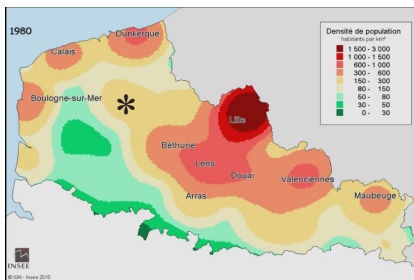 1980
Densité de population
habitants par km²
1 500 - 3 000
1 000 - 1 500
600 - 1 000
300 - 600
150 - 300
80 - 150
50 - 80
30 - 50
0 - 30
Dunkerque
Calais
Boulogne-sur-Mer
*
Lille
Béthune
Lens
Douai
Valenciennes
Arras
Maubeuge
INSEE
© IGN - Insee 2010